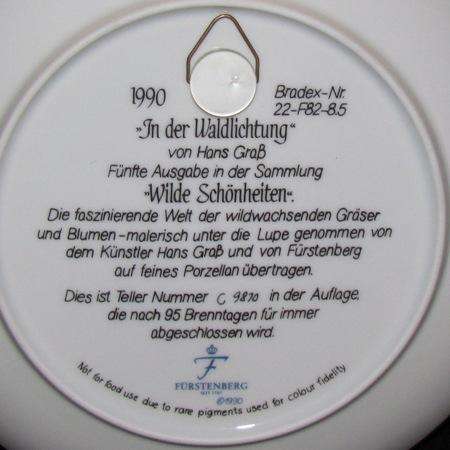 1990
Bradex-Nr.
22-F82-8.5
„In der Waldlichtung“
von Hans Graß
Fünfte Ausgabe in der Sammlung
„Wilde Schönheiten“.
Die faszinierende Welt der wildwachsenden Gräser
und Blumen-malerisch unter die Lupe genommen von
dem Künstler Hans Graß und von Fürstenberg
auf feines Porzellan übertragen.
Dies ist Teller Nummer C 9870 in der Auflage,
die nach 95 Brenntagen für immer
abgeschlossen wird.
F
FÜRSTENBERG
SEIT 1747
©1990
Not for food use due to rare pigments used for colour fidelity